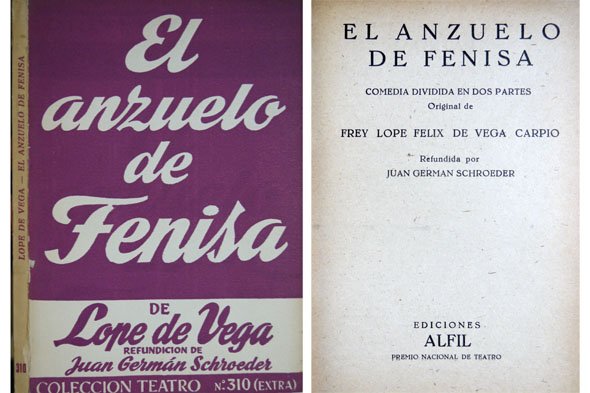 LOPE DE VEGA - EL ANZUELO DE FENISA
310
El
anzuelo
de
Fenisa
DE
Lope de Vega
REFUNDICION DE
Juan Germán Schroeder
COLECCION TEATRO Nº 310 (EXTRA)
EL ANZUELO
DE FENISA
COMEDIA DIVIDIDA EN DOS PARTES
Original de
FREY LOPE FELIX DE VEGA CARPIO
Refundida por
JUAN GERMAN SCHROEDER
EDICIONES
ALFIL
PREMIO NACIONAL DE TEATRO